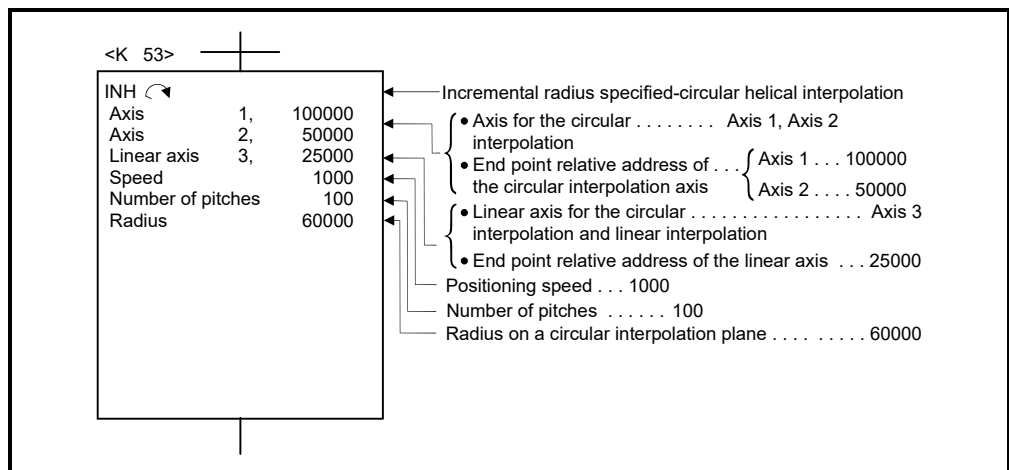 <K 53>
INH
Axis 1, 100000
Axis 2, 50000
Linear axis 3, 25000
Speed 1000
Number of pitches 100
Radius 60000
Incremental radius specified-circular helical interpolation
• Axis for the circular . . . . . . . . Axis 1, Axis 2
interpolation
• End point relative address of . . .
the circular interpolation axis
Axis 1 . . . 100000
Axis 2 . . . . 50000
• Linear axis for the circular . . . . . . . . . . . . . . . . . Axis 3
interpolation and linear interpolation
• End point relative address of the linear axis . . . 25000
Positioning speed . . . 1000
Number of pitches . . . . . . 100
Radius on a circular interpolation plane . . . . . . . . . 60000